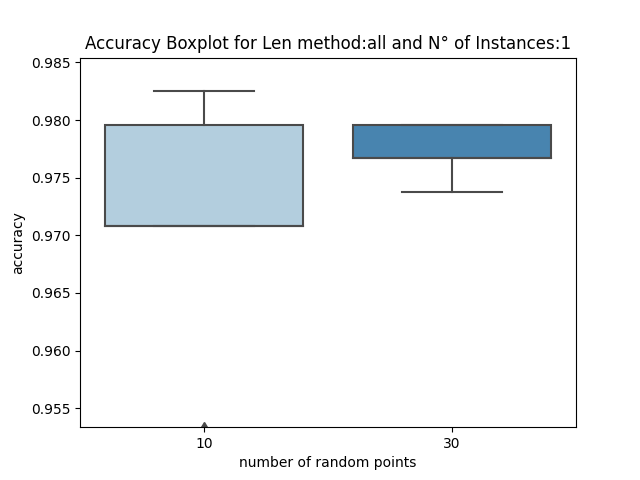 Accuracy Boxplot for Len method:all and N° of Instances:1
0.985
0.980
0.975
0.970
0.965
0.960
0.955
accuracy
10 30
number of random points